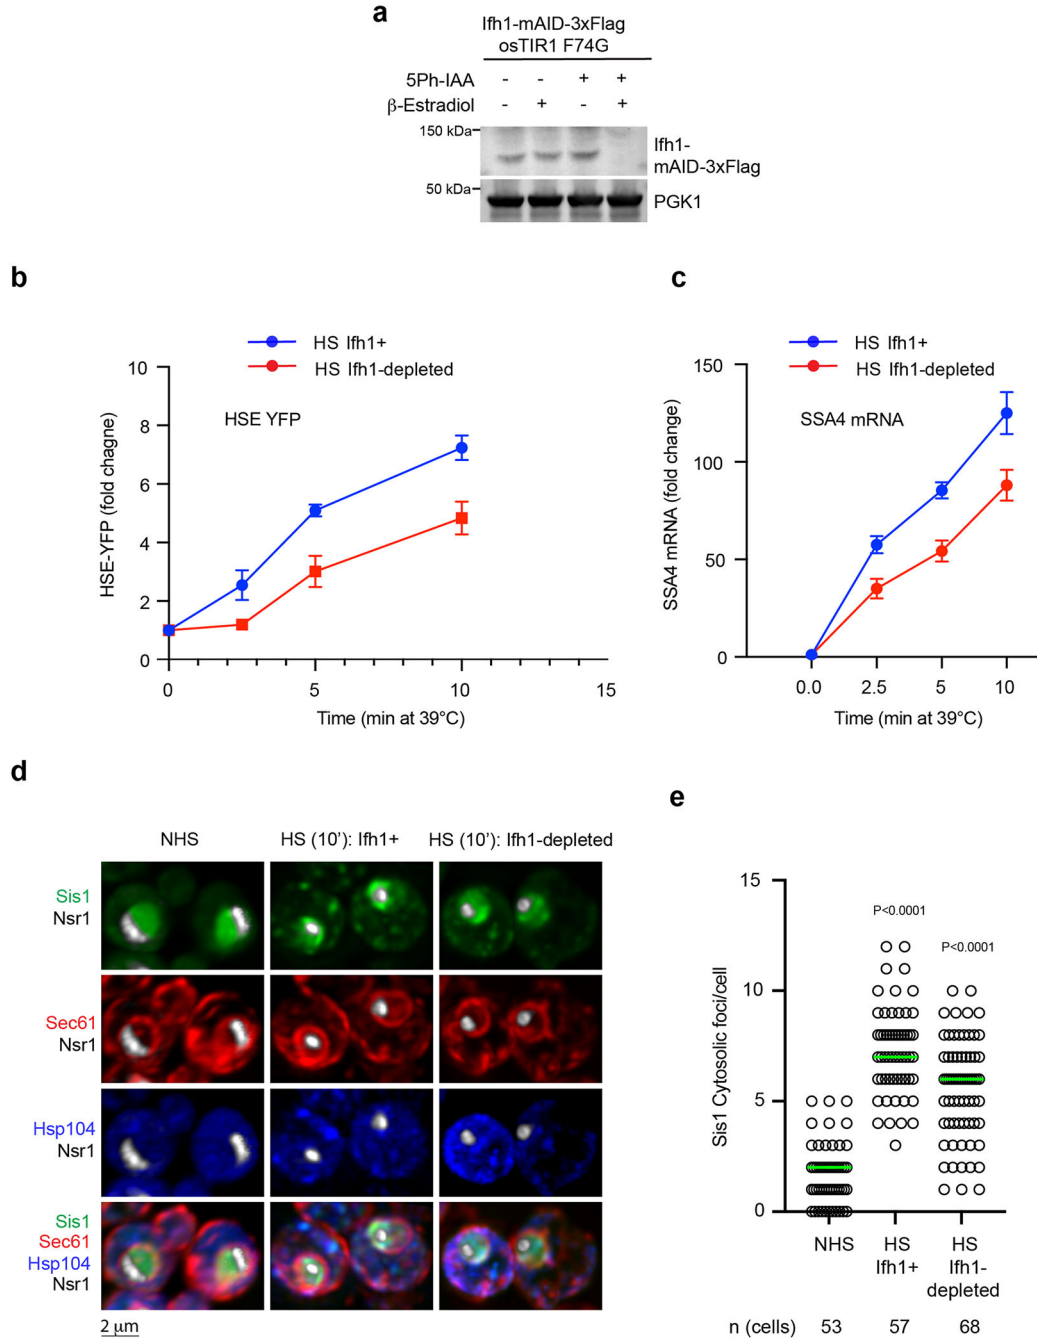 a
Ifh1-mAID-3xFlag
osTIR1 F74G
5Ph-IAA - - + +
β-Estradiol - + - +
150 kDa
Ifh1-
mAID-3xFlag
50 kDa
PGK1
b
HS Ifh1+
HS Ifh1-depleted
HSE YFP
HSE-YFP (fold chagne)
10
8
6
4
2
0
0 5 10 15
Time (min at 39°C)
c
HS Ifh1+
HS Ifh1-depleted
SSA4 mRNA
SSA4 mRNA (fold change)
150
100
50
0
0.0 2.5 5 10
Time (min at 39°C)
d
NHS HS (10’): Ifh1+ HS (10’): Ifh1-depleted
Sis1
Nsr1
Sec61
Nsr1
Hsp104
Nsr1
Sis1
Sec61
Hsp104
Nsr1
2 μm
e
Sis1 Cytosolic foci/cell
15
10
5
0
P<0.0001
P<0.0001
NHS
HS
Ifh1+
HS
Ifh1-
depleted
n (cells) 53 57 68